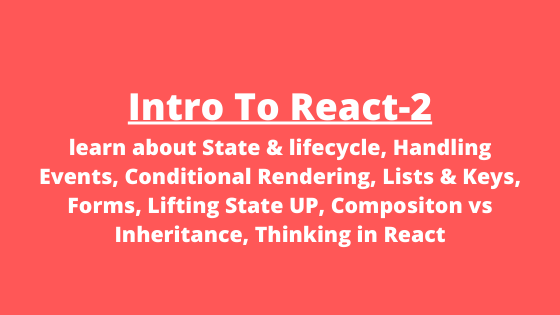 Intro To React-2
learn about State & lifecycle, Handling
Events, Conditional Rendering, Lists & Keys,
Forms, Lifting State UP, Compositon vs
Inheritance, Thinking in React